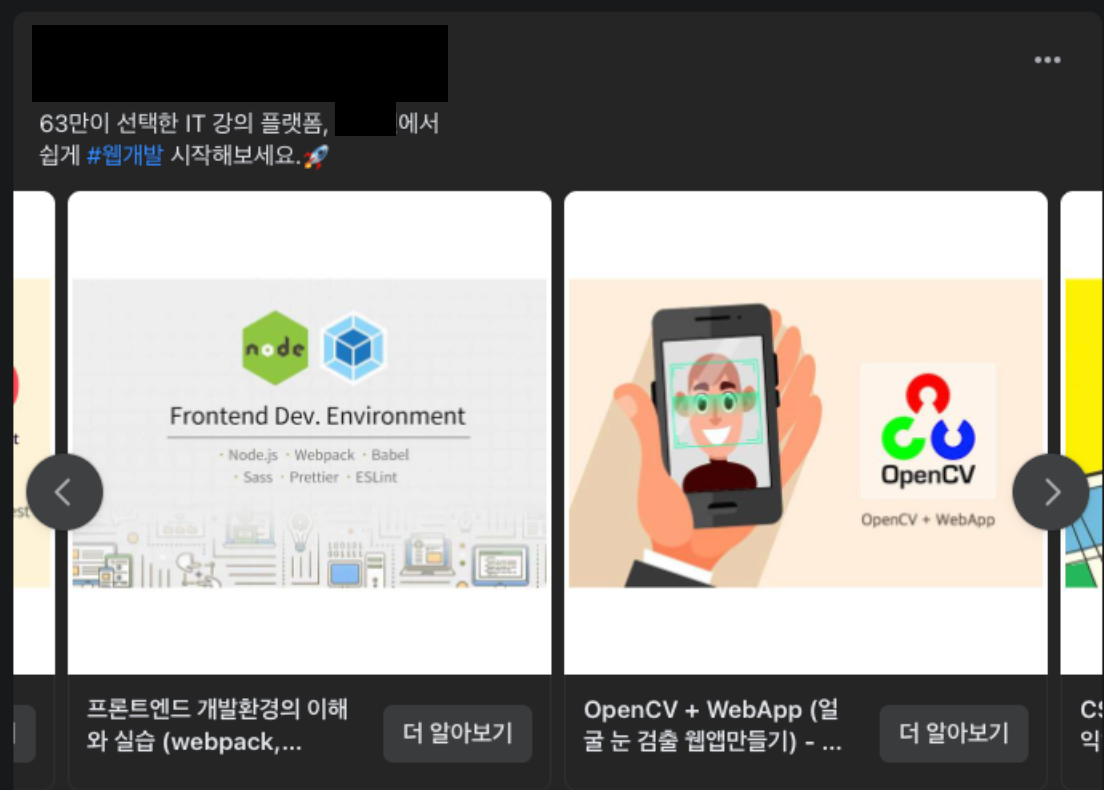 63만이 선택한 IT 강의 플랫폼, 에서
쉽게 #웹개발 시작해보세요.🚀
t
est
node
Frontend Dev. Environment
· Node.js · Webpack · Babel
· Sass · Prettier · ESLint
프론트엔드 개발환경의 이해
와 실습 (webpack,...
더 알아보기
OpenCV
OpenCV + WebApp
OpenCV + WebApp (얼
굴 눈 검출 웹앱만들기) - ...
더 알아보기
CS
익